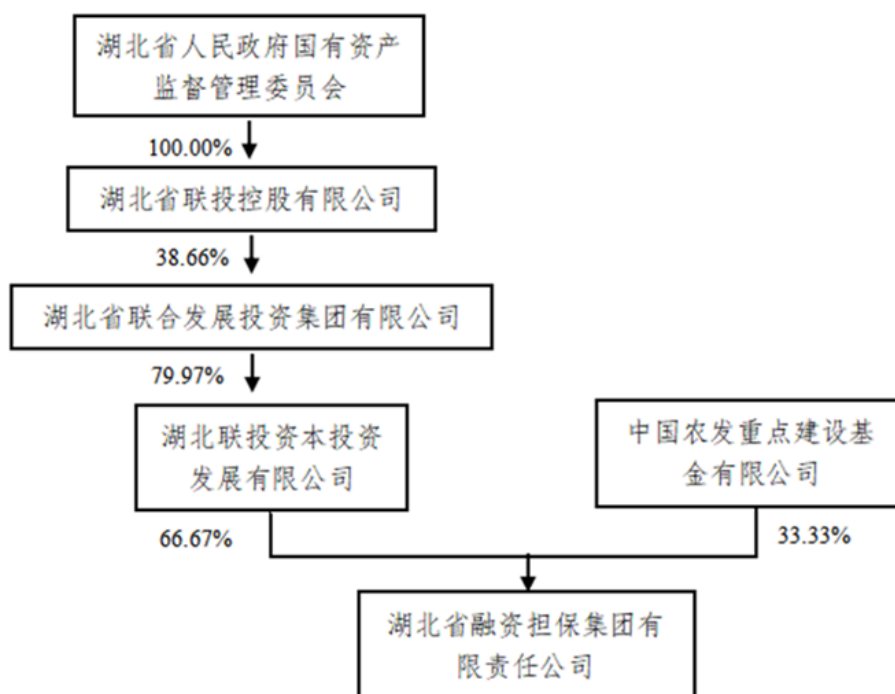 湖北省人民政府国有资产
监督管理委员会
100.00%
湖北省联投控股有限公司
38.66%
湖北省联合发展投资集团有限公司
79.97%
湖北联投资本投资
发展有限公司
中国农发重点建设基
金有限公司
66.67%
33.33%
湖北省融资担保集团有
限责任公司